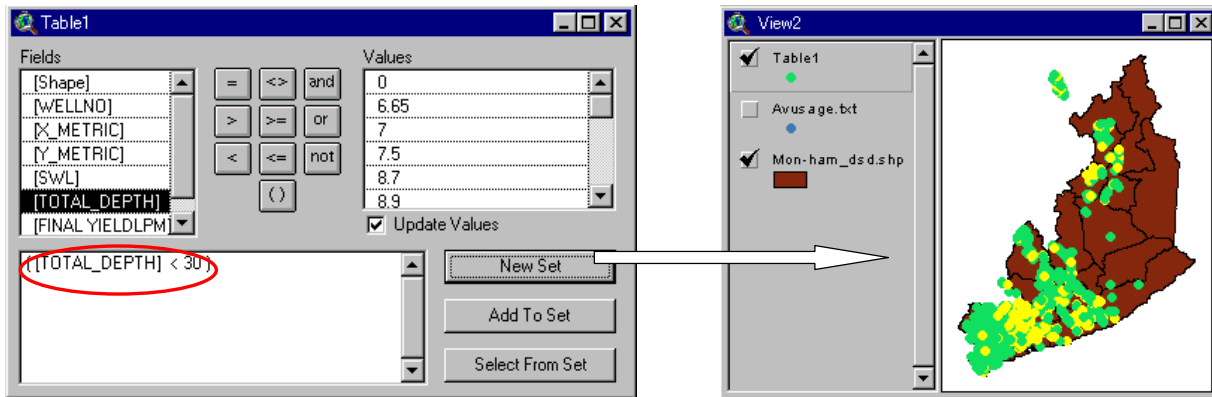 Table1
Fields
Values
[Shape]
[WELLNO]
[X_METRIC]
[Y_METRIC]
[SWL]
[TOTAL_DEPTH]
[FINAL YIELDLPM]
= <> and
> >= or
< <= not
()
0
6.65
7
7.5
8.7
8.9
Update Values
([TOTAL_DEPTH] < 30 )
New Set
Add To Set
Select From Set
View2
Table1
Avusage.txt
Mon-ham_dsd.shp